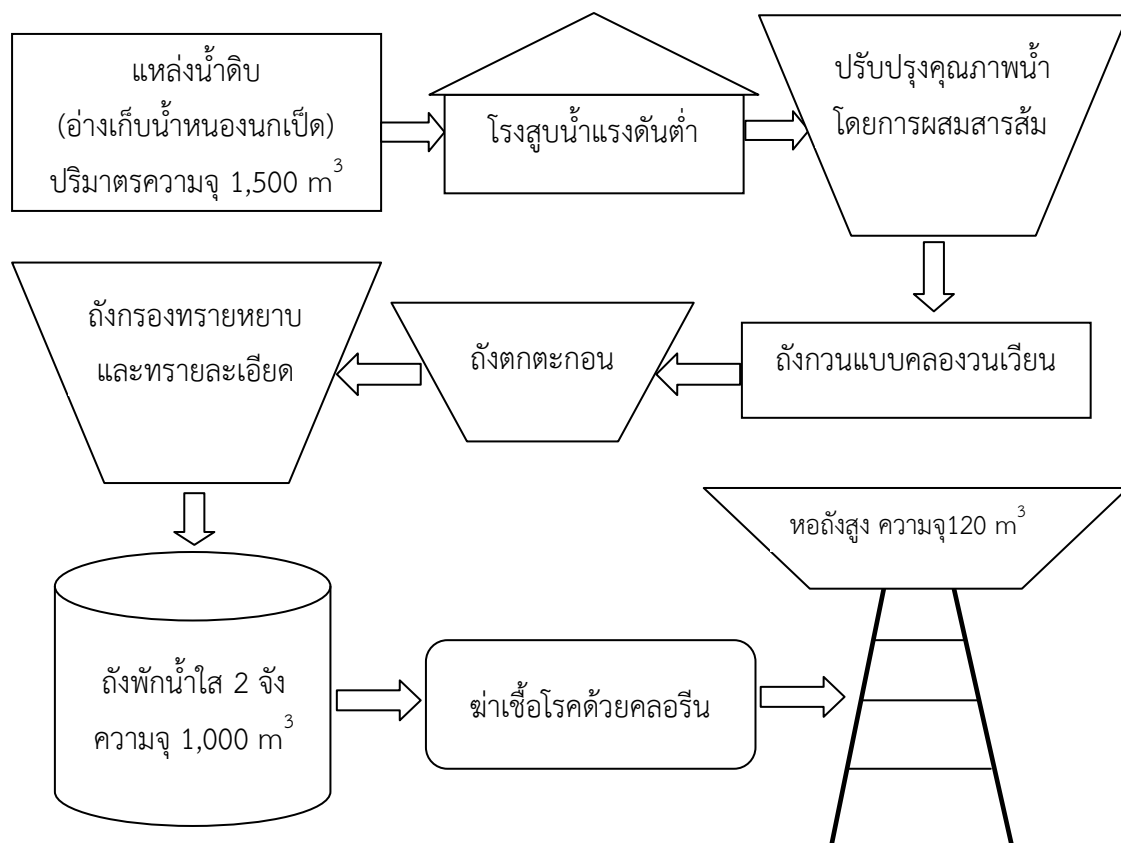 แหล่งน้ำดิบ
(อ่างเก็บน้ำหนองนกเป็ด)
ปริมาตรความจุ 1,500 m³
โรงสูบน้ำแรงดันต่ำ
ปรับปรุงคุณภาพน้ำ
โดยการผสมสารส้ม
ถังกวนแบบคลองวนเวียน
ถังตกตะกอน
ถังกรองทรายหยาบ
และทรายละเอียด
ถังพักน้ำใส 2 จัง
ความจุ 1,000 m³
ฆ่าเชื้อโรคด้วยคลอรีน
หอถังสูง ความจุ120 m³